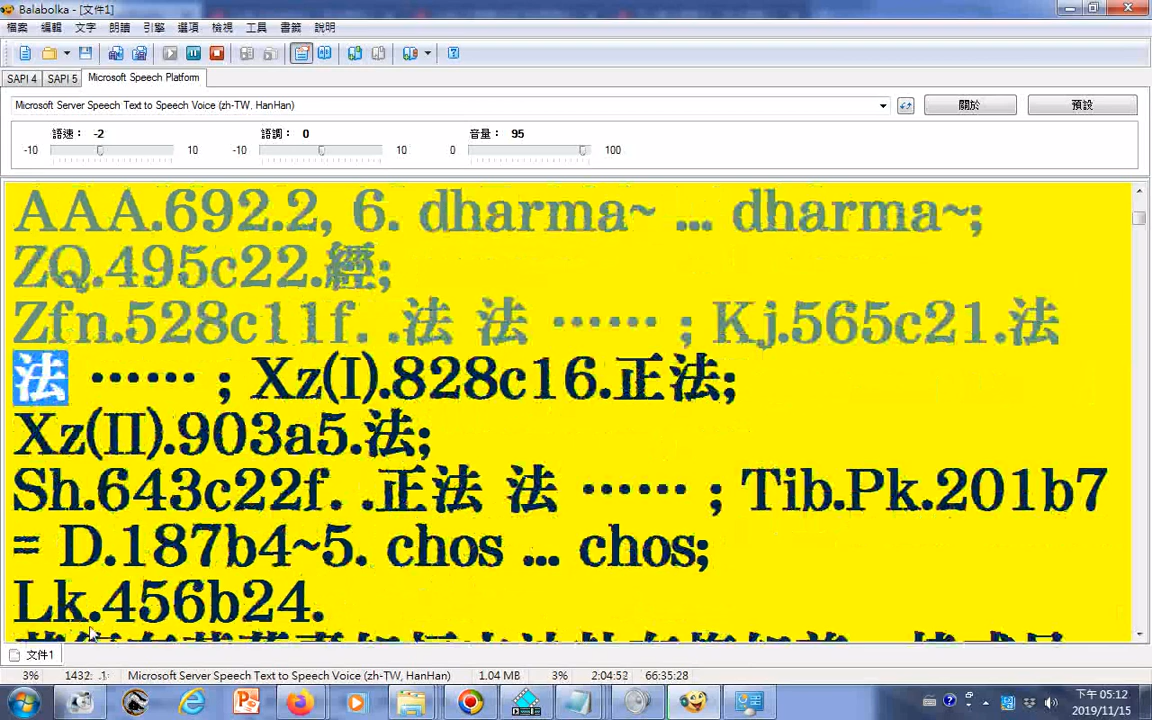 Balabolka - [文件1]
檔案 編輯 文字 朗讀 引擎 選項 檢視 工具 書籤 說明
SAPI 4 SAPI 5 Microsoft Speech Platform
Microsoft Server Speech Text to Speech Voice (zh-TW, HanHan) 關於 預設
語速： -2 語調： 0 音量： 95
-10 10 -10 10 0 100
AAA.692.2, 6. dharma~ ... dharma~;
ZQ.495c22.經;
Zfn.528c11f. .法 法 …… ; Kj.565c21.法
法 …… ; Xz(I).828c16.正法;
Xz(II).903a5.法;
Sh.643c22f. .正法 法 …… ; Tib.Pk.201b7
= D.187b4~5. chos ... chos;
Lk.456b24.
文件1
3% 1432: 1 Microsoft Server Speech Text to Speech Voice (zh-TW, HanHan) 1.04 MB 3% 2:04:52 66:35:28
下午 05:12
2019/11/15